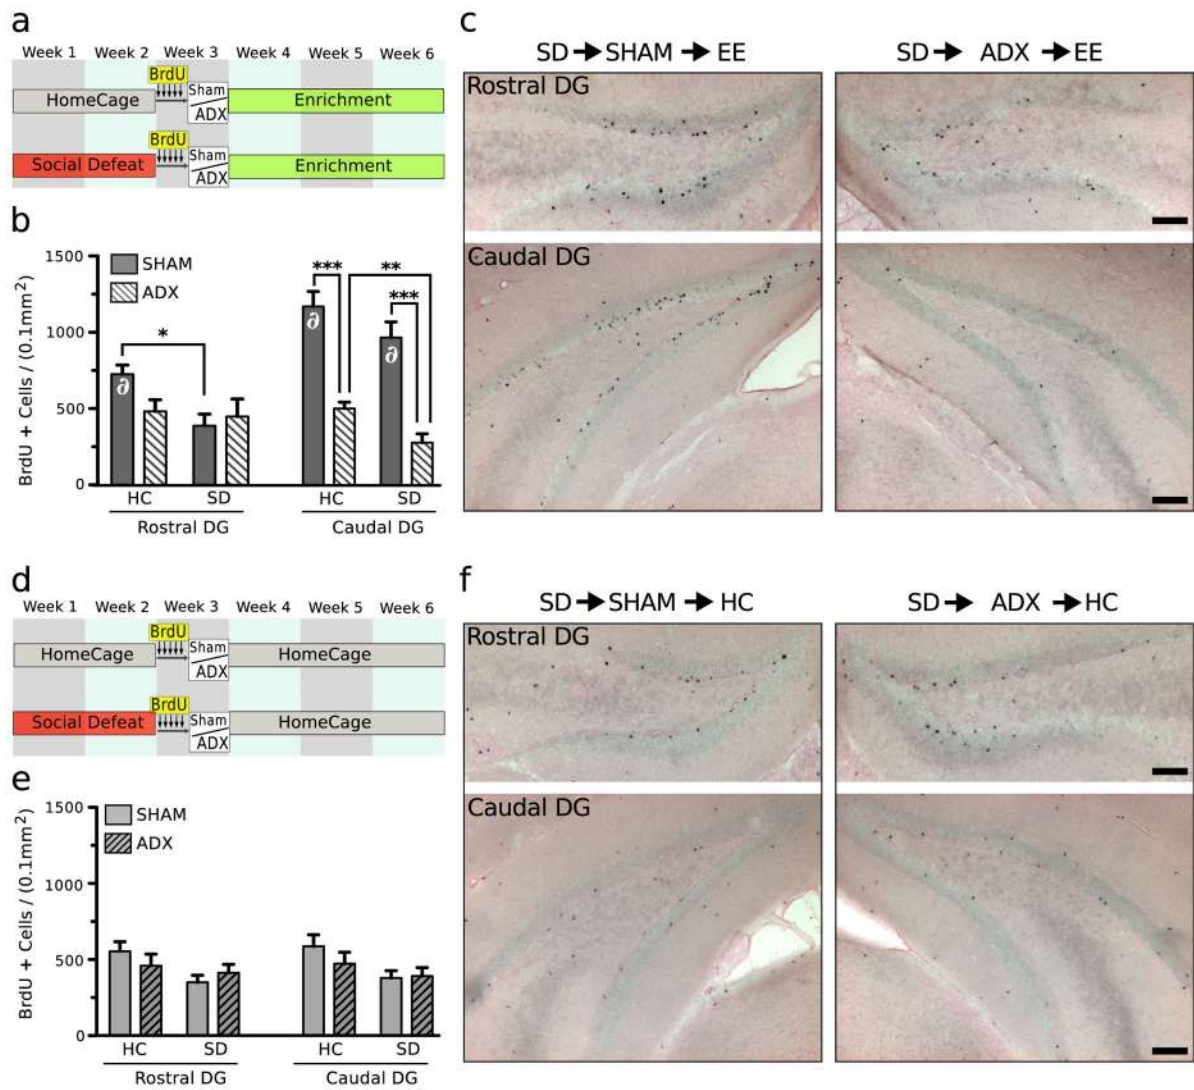 a
Week 1 Week 2 Week 3 Week 4 Week 5 Week 6
BrdU
HomeCage
Sham
ADX
Enrichment
BrdU
Social Defeat
Sham
ADX
Enrichment
b
BrdU + Cells / (0.1mm²)
1500
1000
500
0
SHAM
ADX
*
***
**
***
∂
∂
∂
HC SD HC SD
Rostral DG Caudal DG
c
SD → SHAM → EE
SD → ADX → EE
Rostral DG
Caudal DG
d
Week 1 Week 2 Week 3 Week 4 Week 5 Week 6
BrdU
HomeCage
Sham
ADX
HomeCage
BrdU
Social Defeat
Sham
ADX
HomeCage
e
BrdU + Cells / (0.1mm²)
1500
1000
500
0
SHAM
ADX
HC SD HC SD
Rostral DG Caudal DG
f
SD → SHAM → HC
SD → ADX → HC
Rostral DG
Caudal DG